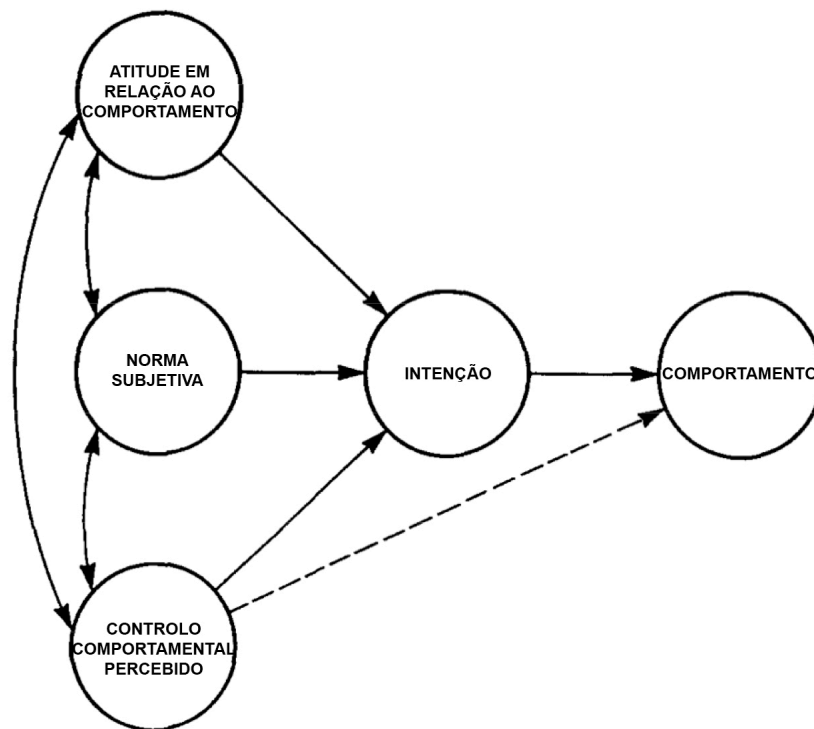 ATITUDE EM
RELAÇÃO AO
COMPORTAMENTO
NORMA
SUBJETIVA
INTENÇÃO
COMPORTAMENTO
CONTROLO
COMPORTAMENTAL
PERCEBIDO